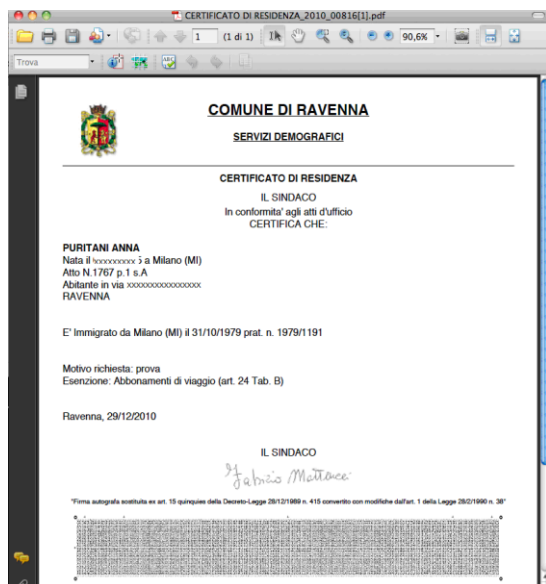 CERTIFICATO DI RESIDENZA_2010_00816[1].pdf
1 (1 di 1) 90,6%
Trova
COMUNE DI RAVENNA
SERVIZI DEMOGRAFICI
CERTIFICATO DI RESIDENZA
IL SINDACO
In conformita' agli atti d'ufficio
CERTIFICA CHE:
PURITANI ANNA
Nata il xxxxxxxxx 5 a Milano (MI)
Atto N.1767 p.1 s.A
Abitante in via xxxxxxxxxxxxxxxx
RAVENNA
E' Immigrato da Milano (MI) il 31/10/1979 prat. n. 1979/1191
Motivo richiesta: prova
Esenzione: Abbonamenti di viaggio (art. 24 Tab. B)
Ravenna, 29/12/2010
IL SINDACO
Fabrizio Matteucci
"Firma autografa sostituita ex art. 15 quinquies della Decreto-Legge 28/12/1989 n. 415 convertito con modifiche dall'art. 1 della Legge 28/2/1990 n. 38"